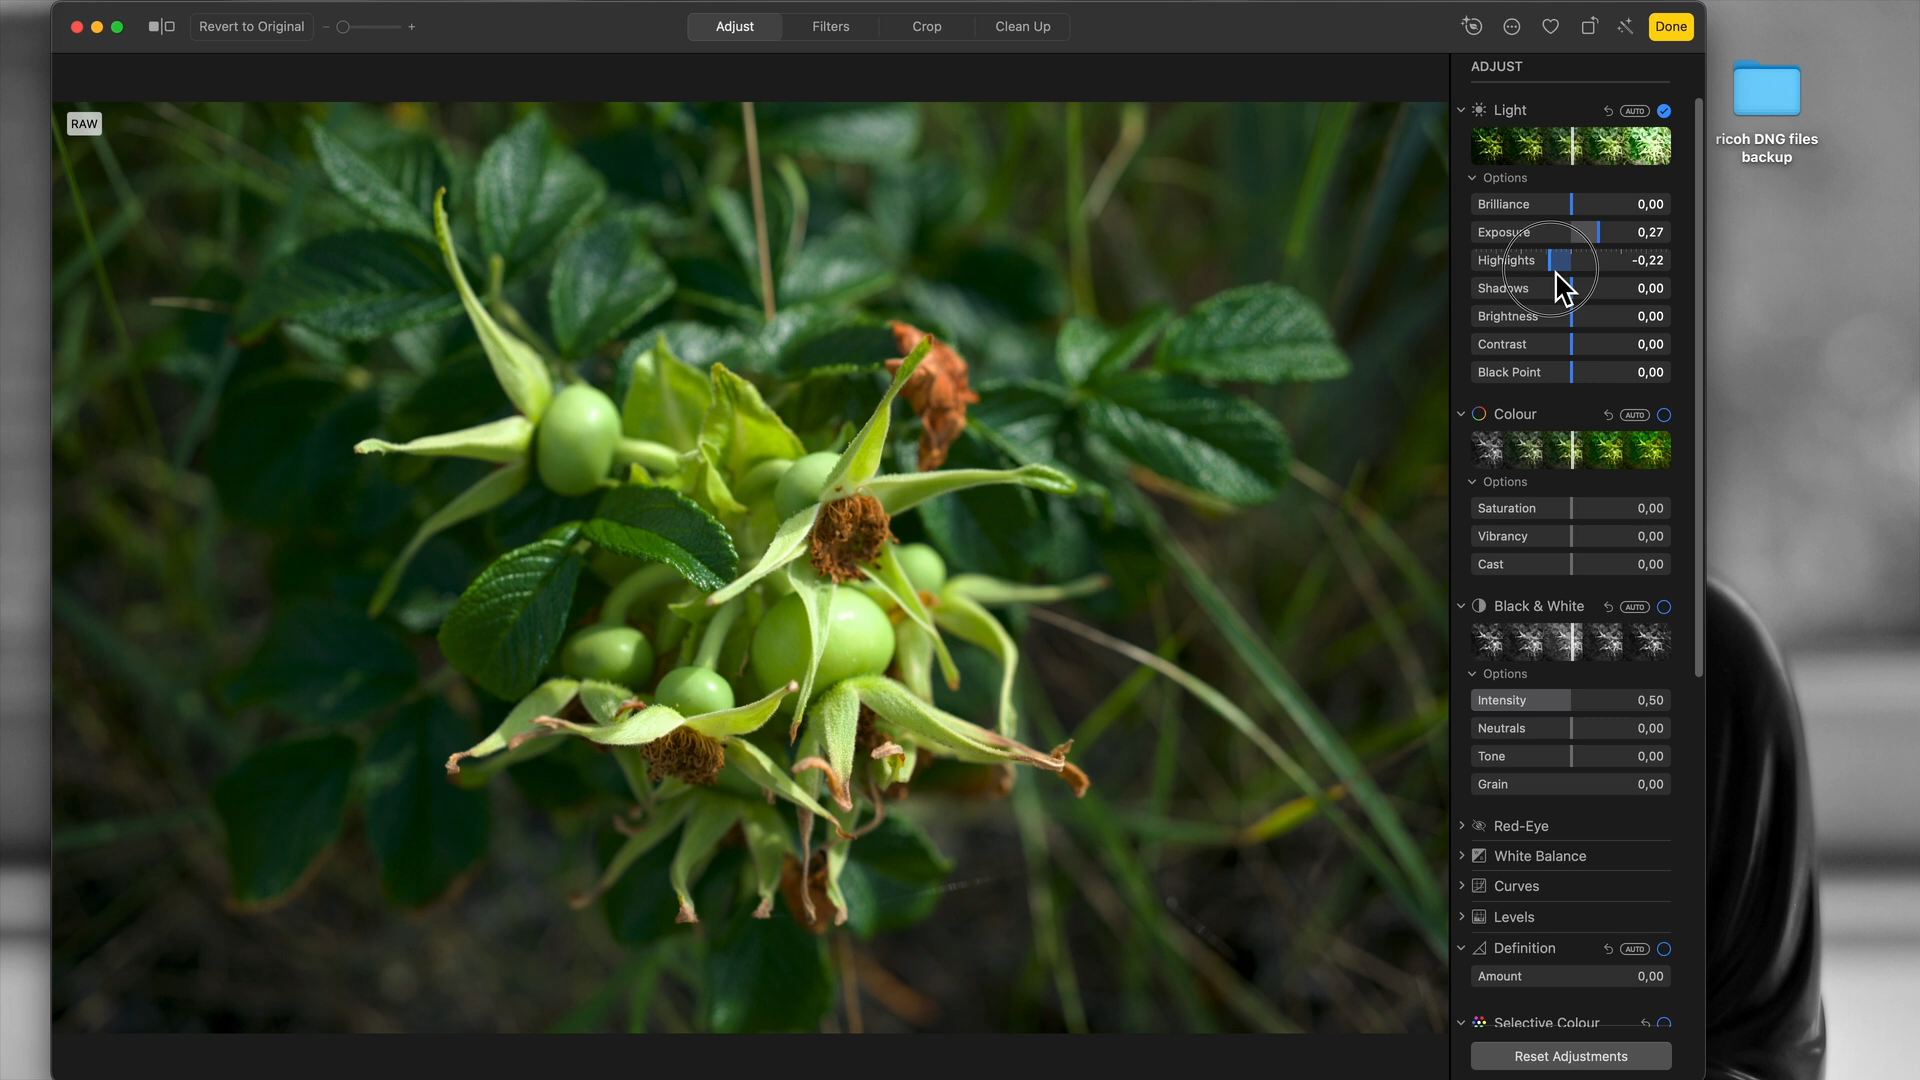 Revert to Original
Adjust
Filters
Crop
Clean Up
Done
RAW
ADJUST
Light
AUTO
Options
Brilliance 0,00
Exposure 0,27
Highlights -0,22
Shadows 0,00
Brightness 0,00
Contrast 0,00
Black Point 0,00
Colour
AUTO
Options
Saturation 0,00
Vibrancy 0,00
Cast 0,00
Black & White
AUTO
Options
Intensity 0,50
Neutrals 0,00
Tone 0,00
Grain 0,00
Red-Eye
White Balance
Curves
Levels
Definition
AUTO
Amount 0,00
Selective Colour
Reset Adjustments
ricoh DNG files
backup